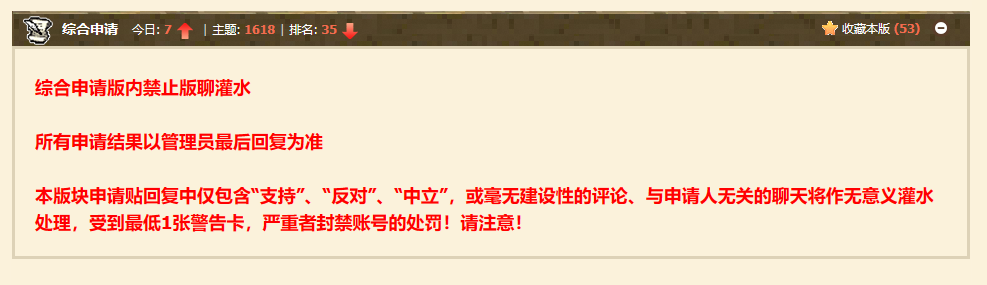 综合申请 今日: 7 | 主题: 1618 | 排名: 35 收藏本版 (53)
综合申请版内禁止版聊灌水
所有申请结果以管理员最后回复为准
本版块申请贴回复中仅包含“支持”、“反对”、“中立”，或毫无建设性的评论、与申请人无关的聊天将作无意义灌水
处理，受到最低1张警告卡，严重者封禁账号的处罚！请注意！